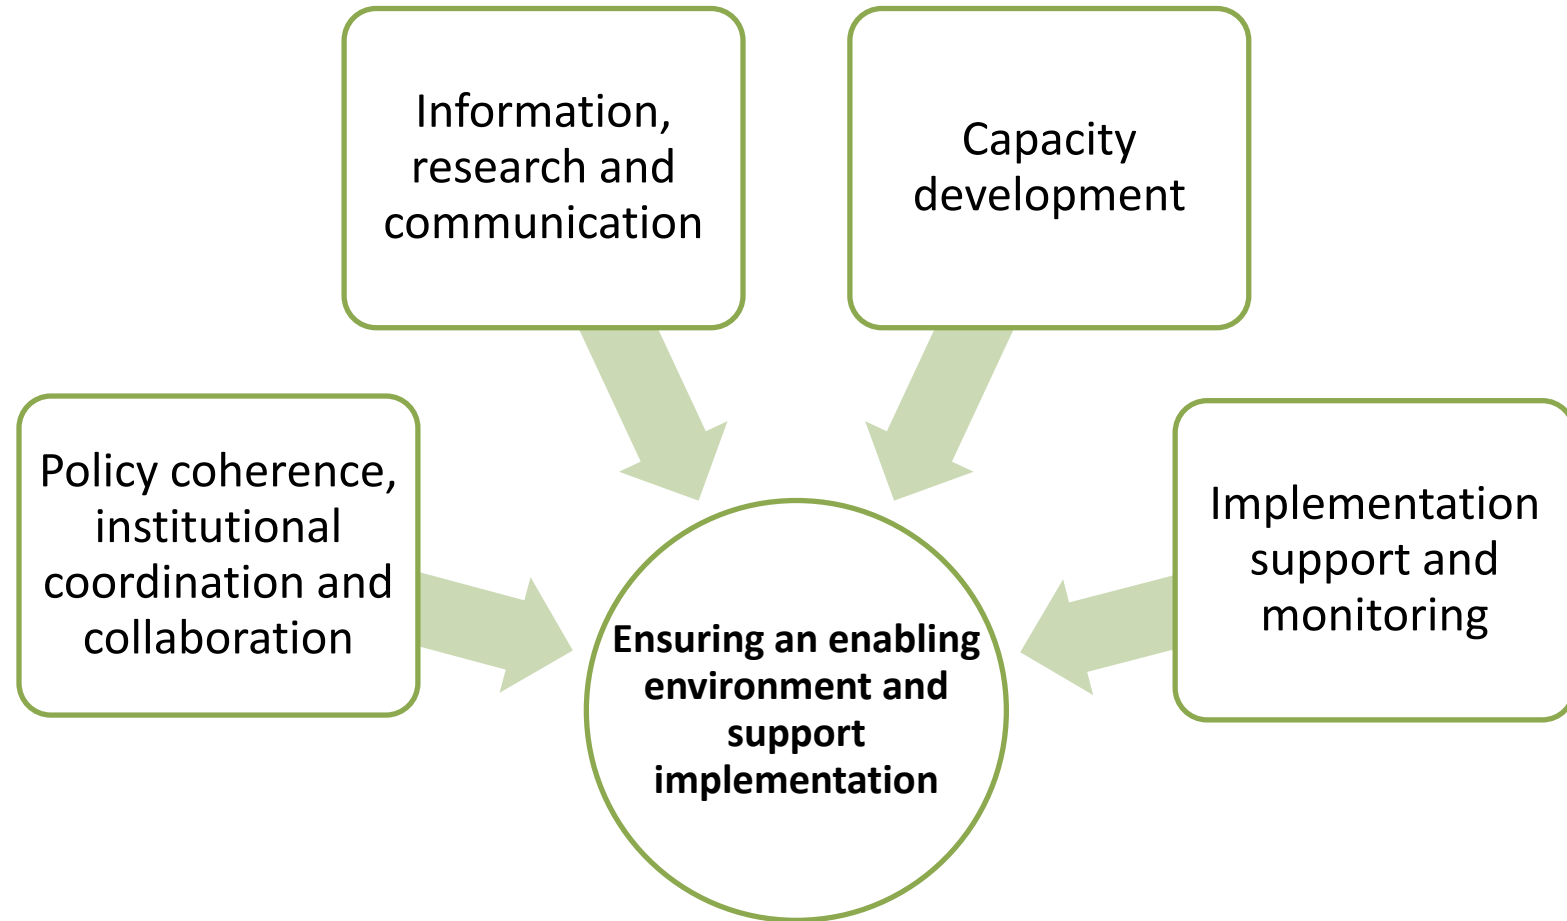 Information,
research and
communication
Capacity
development
Policy coherence,
institutional
coordination and
collaboration
Implementation
support and
monitoring
Ensuring an enabling
environment and
support
implementation